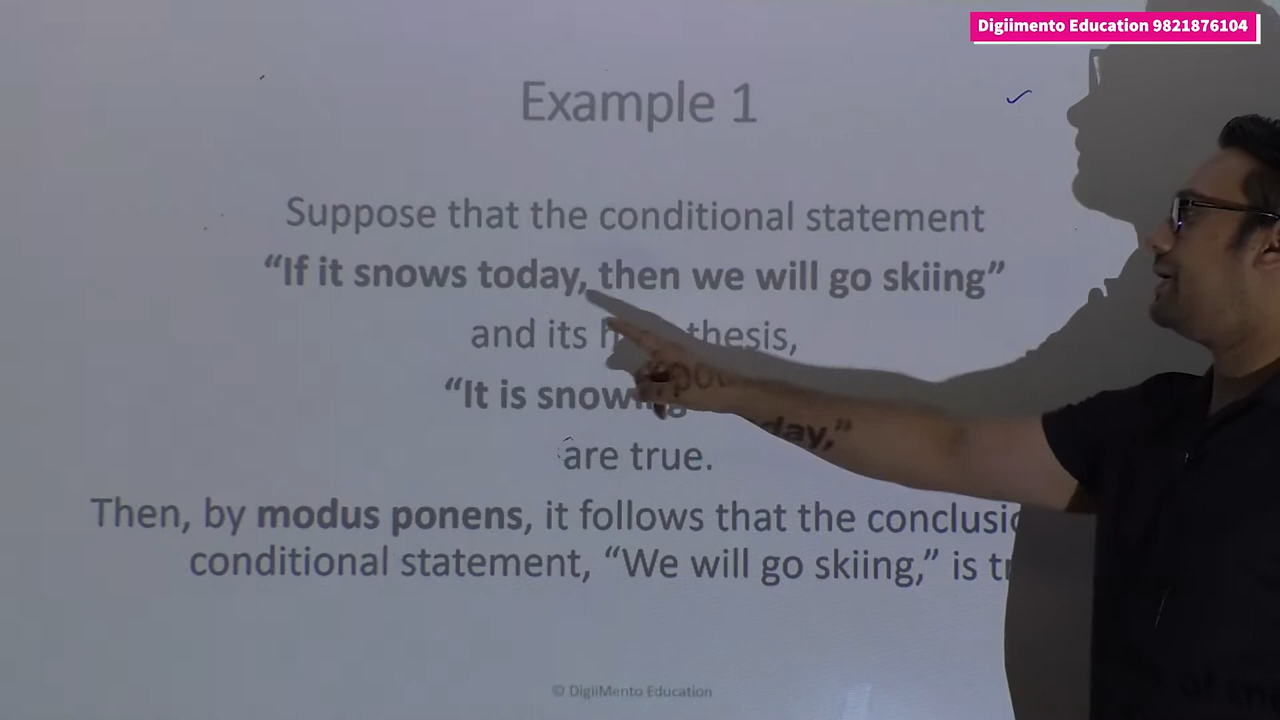 Digiimento Education 9821876104
Example 1
Suppose that the conditional statement
“If it snows today, then we will go skiing”
and its
“It is
are true.
Then, by modus ponens, it follows that the
conditional statement, “We will go skiing,” is
© DigiiMento Education